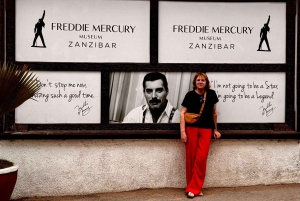 FREDDIE MERCURY
MUSEUM
ZANZIBAR
FREDDIE MERCURY
MUSEUM
ZANZIBAR
Don't stop me now,
having such a good time
I'm not going to be a Star,
going to be a Legend